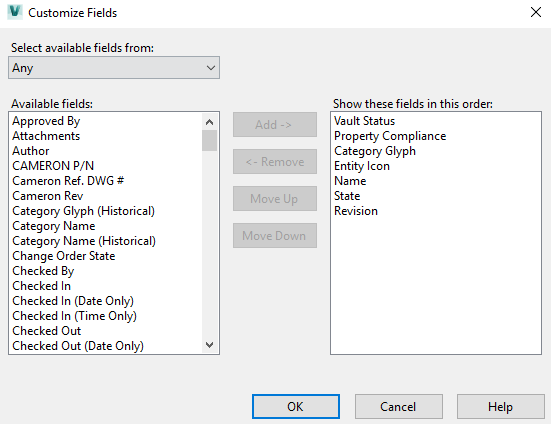 Customize Fields
Select available fields from:
Any
Available fields:
Approved By
Attachments
Author
CAMERON P/N
Cameron Ref. DWG #
Cameron Rev
Category Glyph (Historical)
Category Name
Category Name (Historical)
Change Order State
Checked By
Checked In
Checked In (Date Only)
Checked In (Time Only)
Checked Out
Checked Out (Date Only)
Add ->
<- Remove
Move Up
Move Down
Show these fields in this order:
Vault Status
Property Compliance
Category Glyph
Entity Icon
Name
State
Revision
OK
Cancel
Help